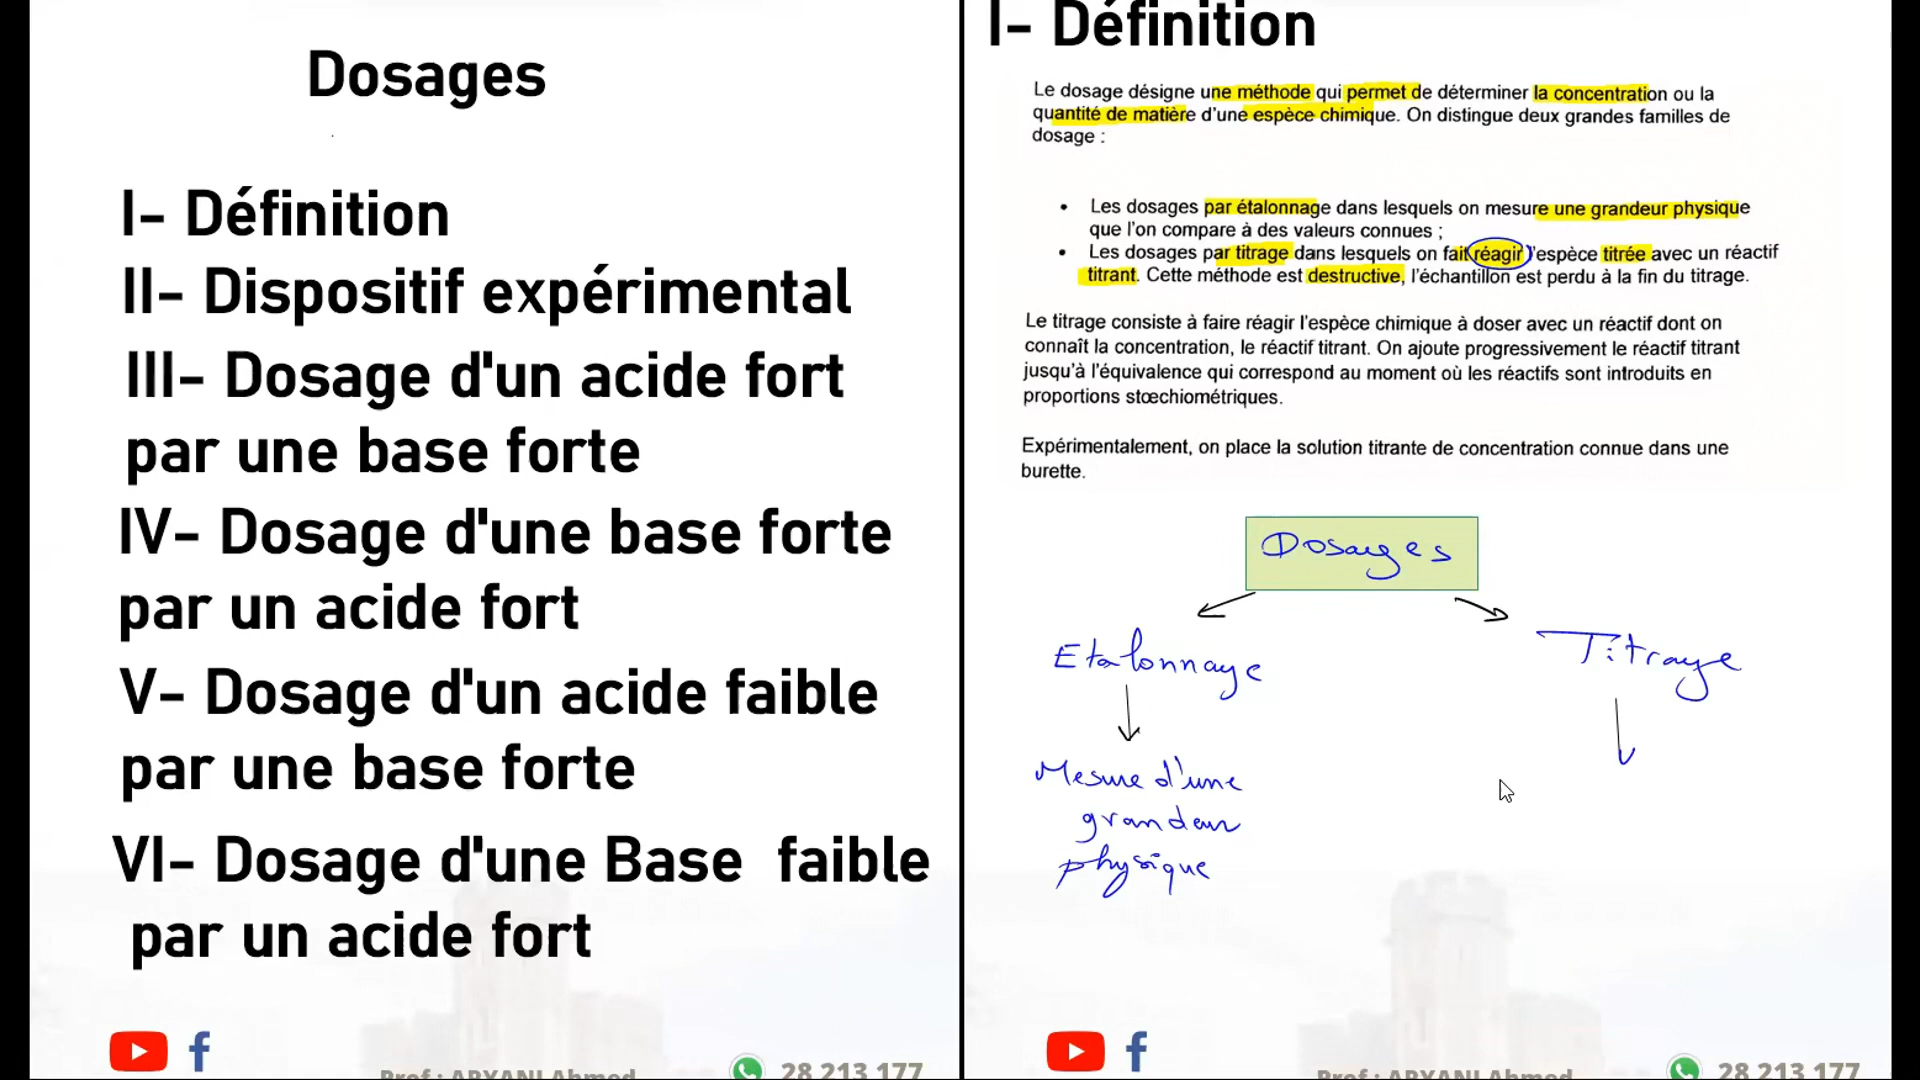 Dosages
I- Définition
II- Dispositif expérimental
III- Dosage d'un acide fort
par une base forte
IV- Dosage d'une base forte
par un acide fort
V- Dosage d'un acide faible
par une base forte
VI- Dosage d'une Base faible
par un acide fort
Prof : ARYANI Ahmed
28 213 177
I- Définition
Le dosage désigne une méthode qui permet de déterminer la concentration ou la
quantité de matière d'une espèce chimique. On distingue deux grandes familles de
dosage :
• Les dosages par étalonnage dans lesquels on mesure une grandeur physique
que l'on compare à des valeurs connues ;
• Les dosages par titrage dans lesquels on fait réagir l'espèce titrée avec un réactif
titrant. Cette méthode est destructive, l'échantillon est perdu à la fin du titrage.
Le titrage consiste à faire réagir l'espèce chimique à doser avec un réactif dont on
connaît la concentration, le réactif titrant. On ajoute progressivement le réactif titrant
jusqu'à l'équivalence qui correspond au moment où les réactifs sont introduits en
proportions stœchiométriques.
Expérimentalement, on place la solution titrante de concentration connue dans une
burette.
Dosages
Etalonnage
Titrage
Mesure d'une
grandeur
physique
Prof : ARYANI Ahmed
28 213 177